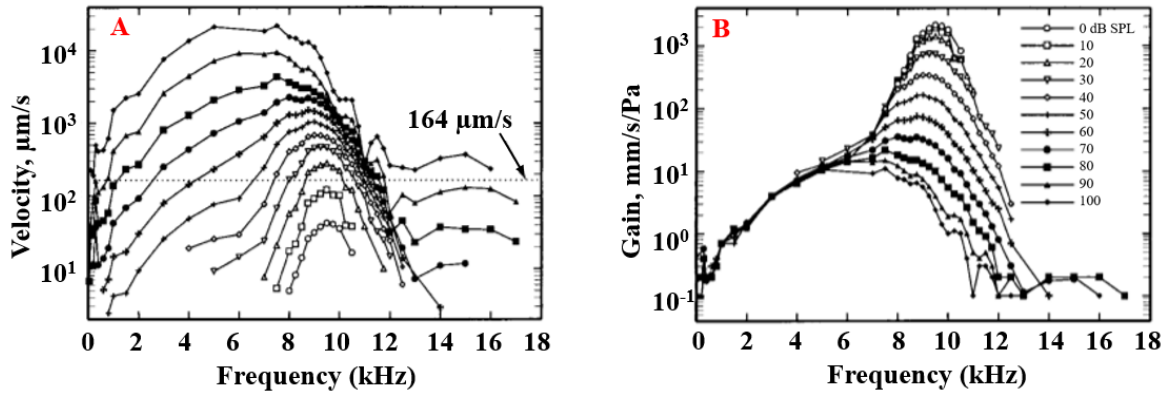 A
Velocity, μm/s
10⁴
10³
10²
10¹
164 μm/s
0 2 4 6 8 10 12 14 16 18
Frequency (kHz)
B
Gain, mm/s/Pa
10³
10²
10¹
10⁰
10⁻¹
0 dB SPL
10
20
30
40
50
60
70
80
90
100
0 2 4 6 8 10 12 14 16 18
Frequency (kHz)